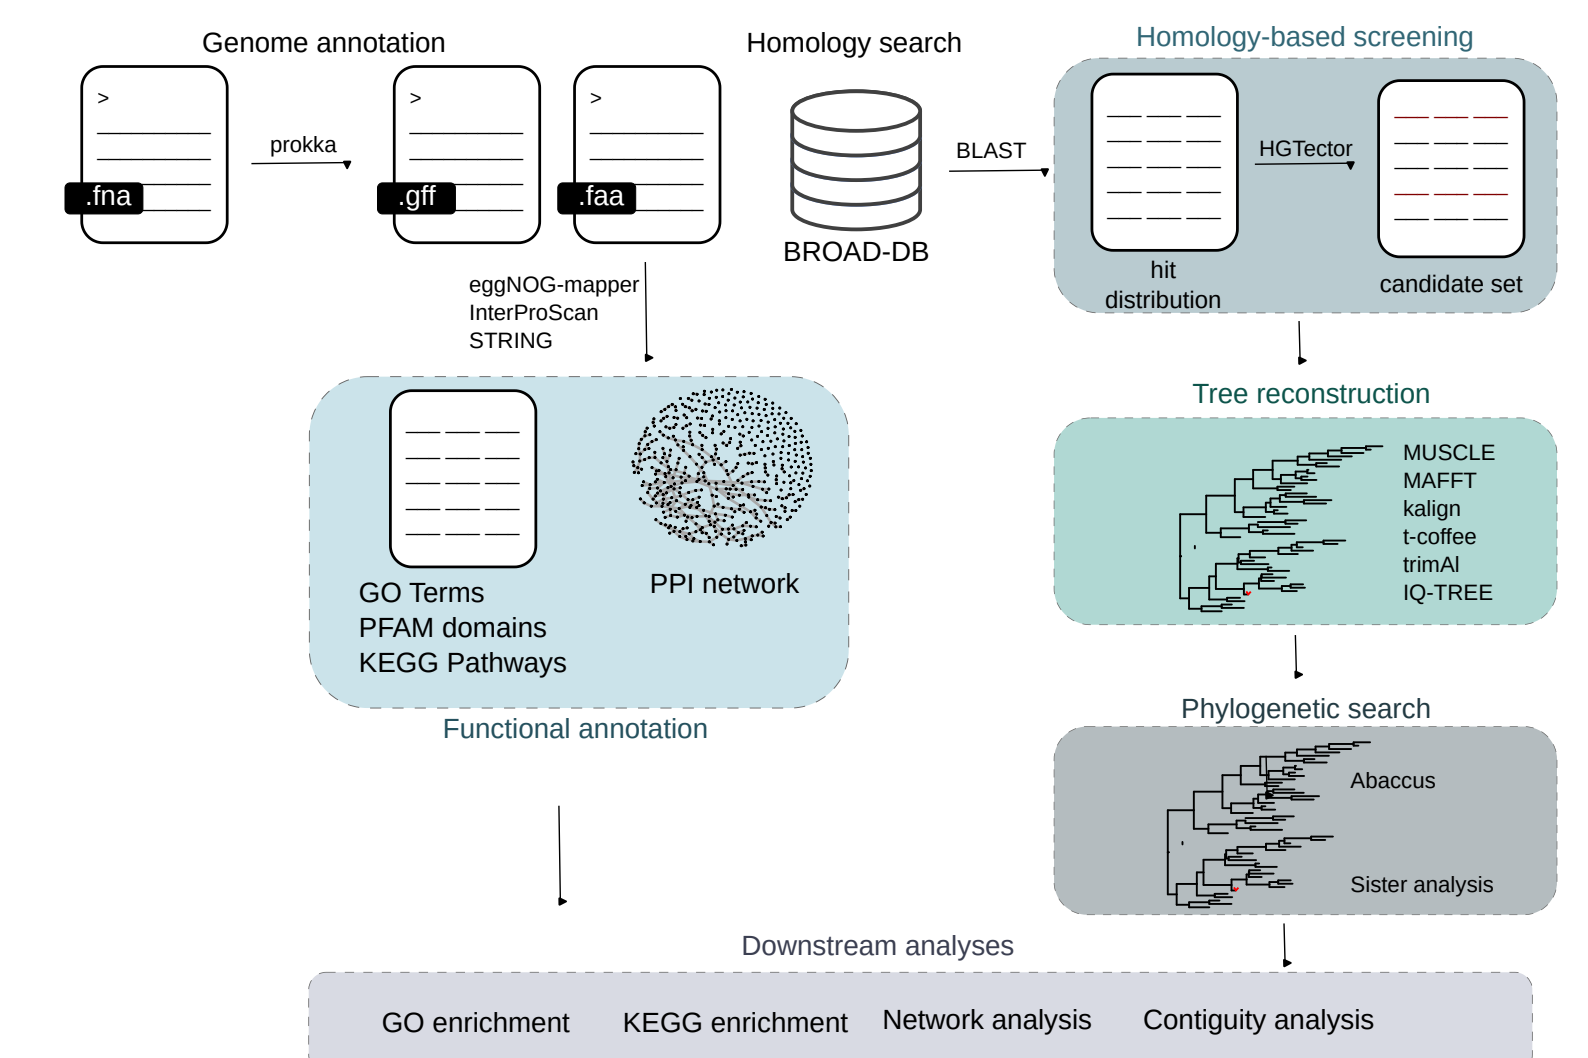 Genome annotation
>
.fna
prokka
>
.gff
>
.faa
Homology search
BROAD-DB
BLAST
Homology-based screening
hit
distribution
HGTector
candidate set
eggNOG-mapper
InterProScan
STRING
GO Terms
PFAM domains
KEGG Pathways
PPI network
Functional annotation
Tree reconstruction
MUSCLE
MAFFT
kalign
t-coffee
trimAl
IQ-TREE
Phylogenetic search
Abaccus
Sister analysis
Downstream analyses
GO enrichment
KEGG enrichment
Network analysis
Contiguity analysis